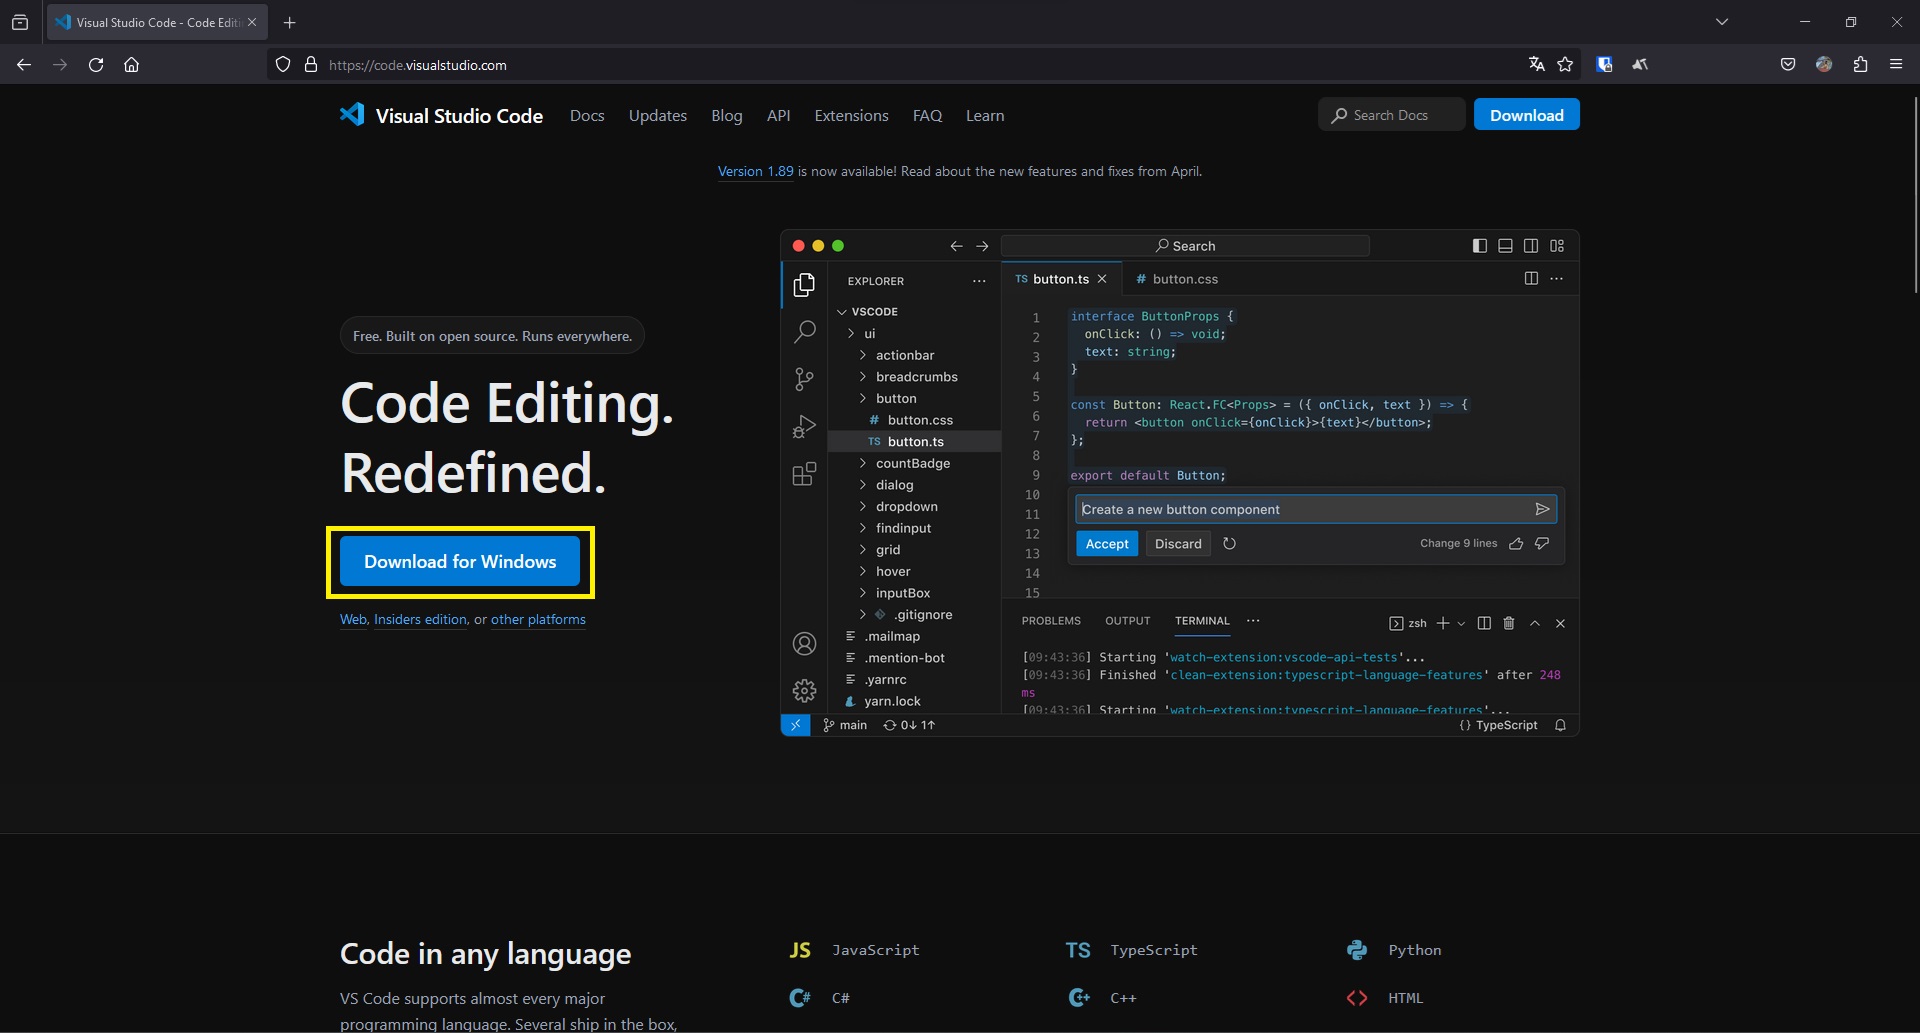 Visual Studio Code - Code Editi
https://code.visualstudio.com
Visual Studio Code
Docs
Updates
Blog
API
Extensions
FAQ
Learn
Search Docs
Download
Version 1.89 is now available! Read about the new features and fixes from April.
Free. Built on open source. Runs everywhere.
Code Editing.
Redefined.
Download for Windows
Web, Insiders edition, or other platforms
Search
EXPLORER
VSCODE
ui
actionbar
breadcrumbs
button
# button.css
TS button.ts
countBadge
dialog
dropdown
findinput
grid
hover
inputBox
.gitignore
.mailmap
.mention-bot
.yarnrc
yarn.lock
TS button.ts
# button.css
1
2
3
4
5
6
7
8
9
10
11
12
13
14
15
interface ButtonProps {
onClick: () => void;
text: string;
}
const Button: React.FC<Props> = ({ onClick, text }) => {
return <button onClick={onClick}>{text}</button>;
};
export default Button;
Create a new button component
Accept
Discard
Change 9 lines
PROBLEMS
OUTPUT
TERMINAL
zsh
[09:43:36] Starting 'watch-extension:vscode-api-tests'...
[09:43:36] Finished 'clean-extension:typescript-language-features' after 248
ms
[09:43:36] Starting 'watch-extension:typescript-language-features'...
main
0↓ 1↑
{} TypeScript
Code in any language
VS Code supports almost every major
programming language. Several ship in the box,
JS JavaScript
TS TypeScript
Python
C# C#
C++ C++
<> HTML